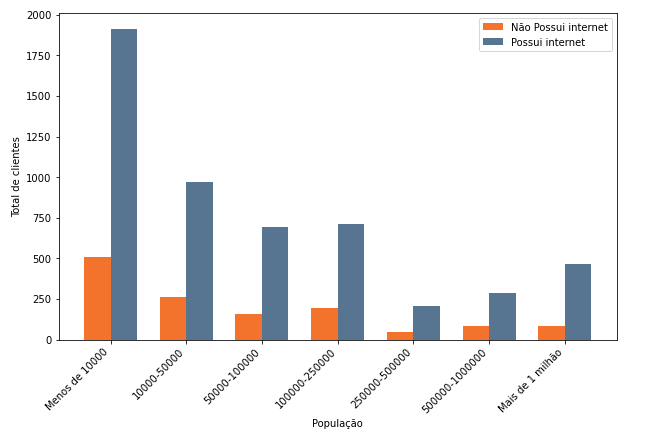 2000
1750
1500
1250
1000
750
500
250
0
Total de clientes
Não Possui internet
Possui internet
Menos de 10000
10000-50000
50000-100000
100000-250000
250000-500000
500000-1000000
Mais de 1 milhão
População